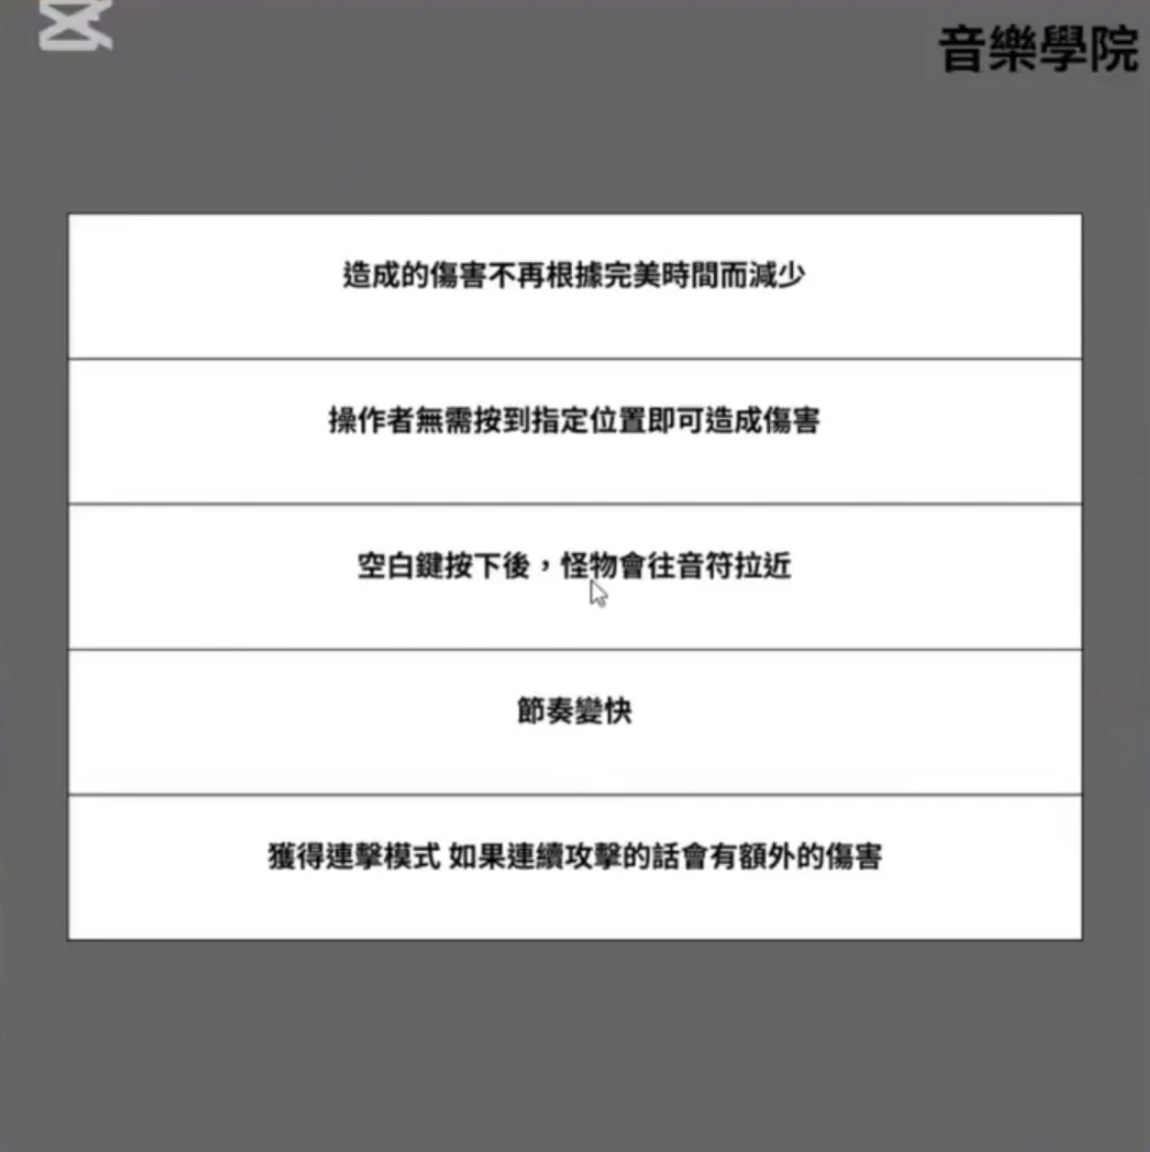 音樂學院
造成的傷害不再根據完美時間而減少
操作者無需按到指定位置即可造成傷害
空白鍵按下後，怪物會往音符拉近
節奏變快
獲得連擊模式 如果連續攻擊的話會有額外的傷害